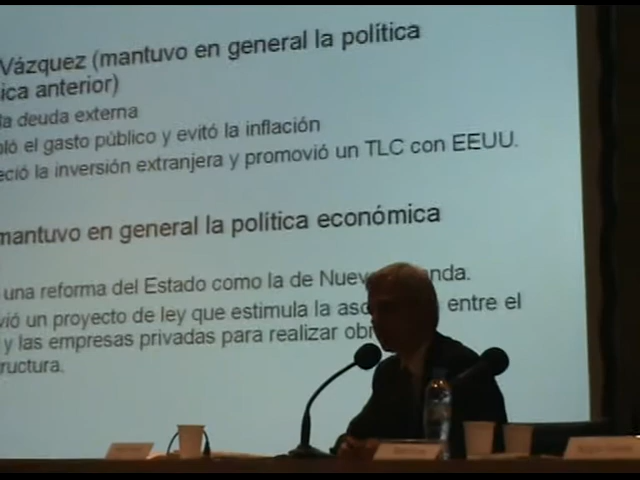 Vázquez (mantuvo en general la política
ica anterior)
la deuda externa
ló el gasto público y evitó la inflación
eció la inversión extranjera y promovió un TLC con EEUU.
mantuvo en general la política económica
una reforma del Estado como la de Nuev anda.
vió un proyecto de ley que estimula la aso entre el
y las empresas privadas para realizar ob
ructura.